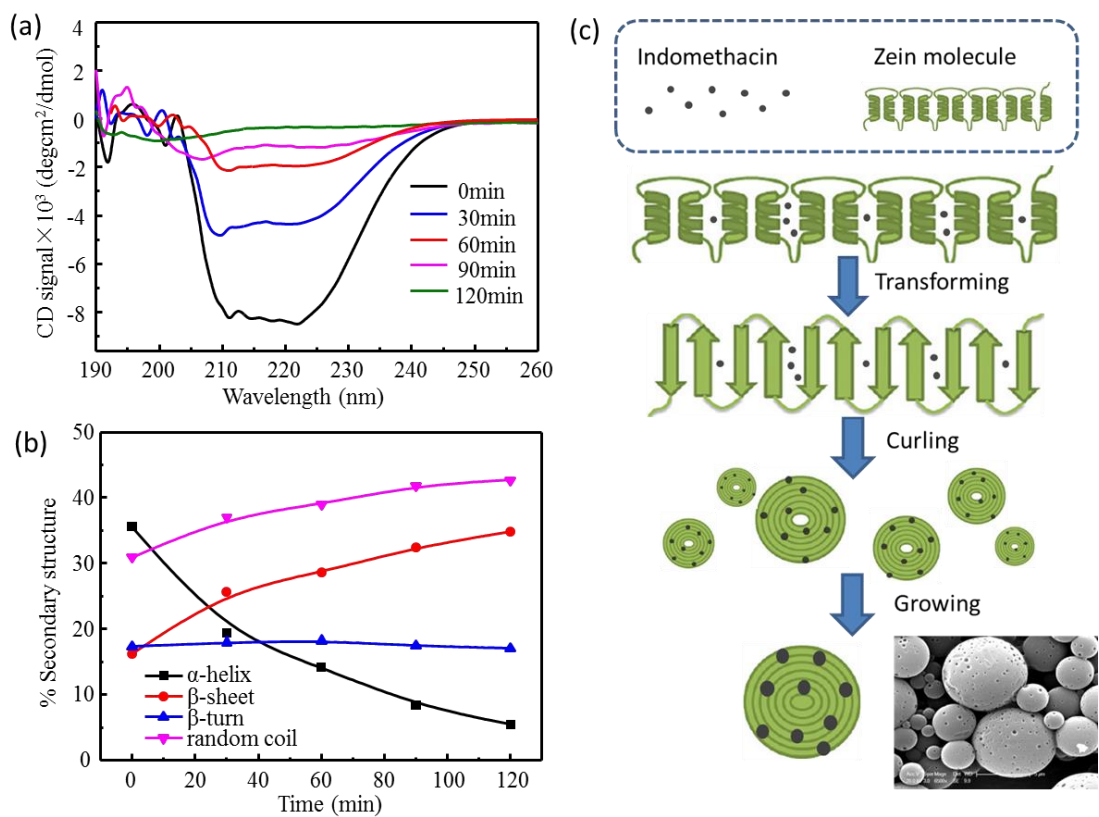 (a)
4
2
0
-2
-4
-6
-8
CD signal× 10³ (degcm²/dmol)
0min
30min
60min
90min
120min
190 200 210 220 230 240 250 260
Wavelength (nm)
(b)
50
40
30
20
10
0
% Secondary structure
α-helix
β-sheet
β-turn
random coil
0 20 40 60 80 100 120
Time (min)
(c)
Indomethacin
Zein molecule
Transforming
Curling
Growing